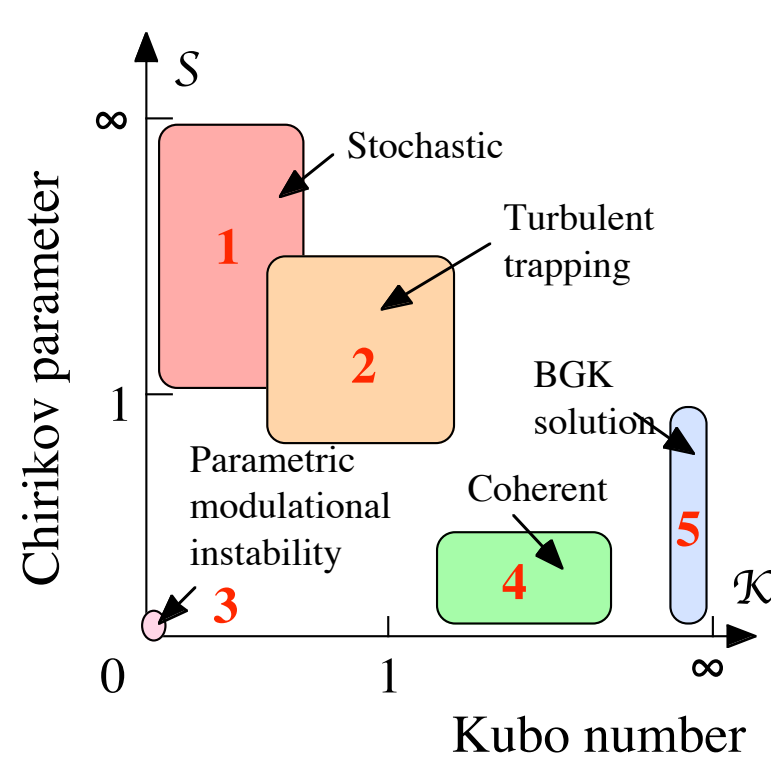 S
∞
Stochastic
Turbulent
trapping
1
2
BGK
solution
1
Parametric
modulational
instability
Coherent
5
4
3
K
0
1
∞
Kubo number
Chirikov parameter